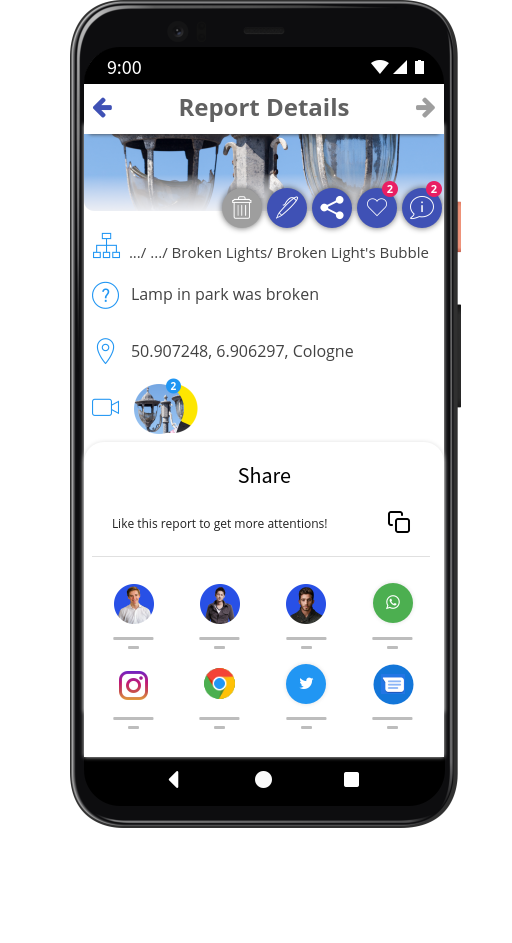 9:00
Report Details
2
2
.../ .../ Broken Lights/ Broken Light's Bubble
Lamp in park was broken
50.907248, 6.906297, Cologne
2
Share
Like this report to get more attentions!